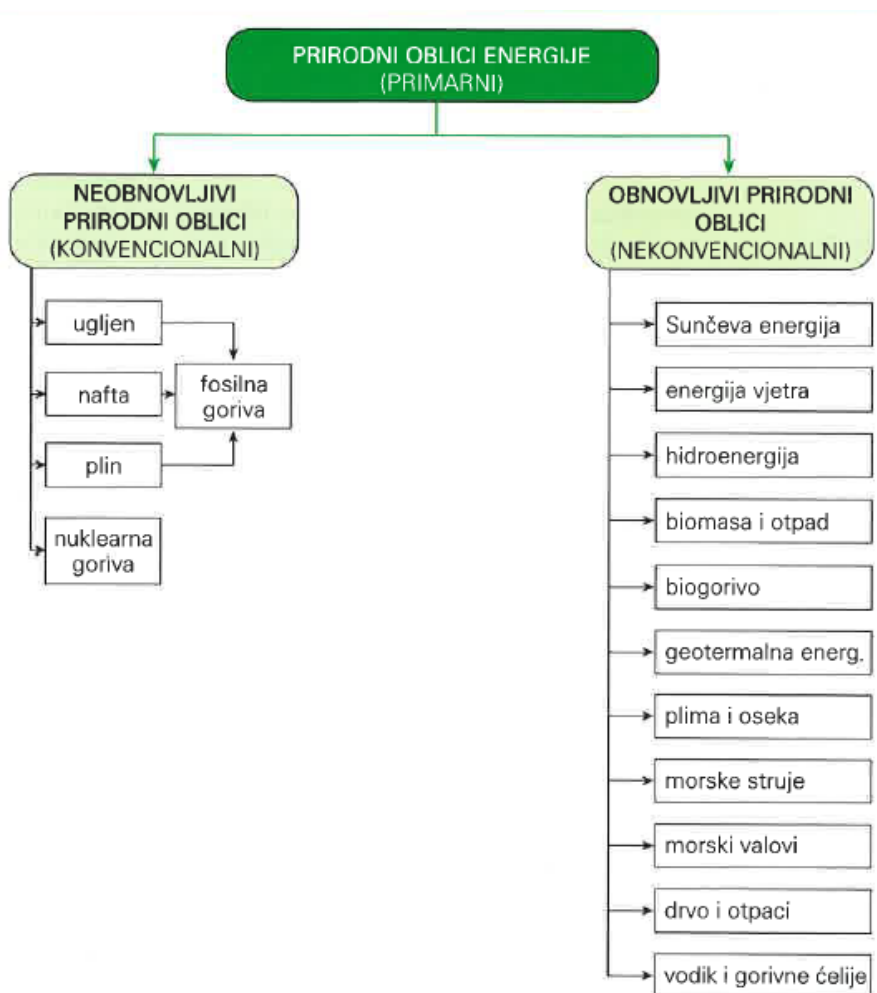 PRIRODNI OBLICI ENERGIJE
(PRIMARNI)
NEOBNOVLJIVI
PRIRODNI OBLICI
(KONVENCIONALNI)
ugljen
nafta
plin
fosilna
goriva
nuklearna
goriva
OBNOVLJIVI PRIRODNI
OBLICI
(NEKONVENCIONALNI)
Sunčeva energija
energija vjetra
hidroenergija
biomasa i otpad
biogorivo
geotermalna energ.
plima i oseka
morske struje
morski valovi
drvo i otpaci
vodik i gorivne ćelije